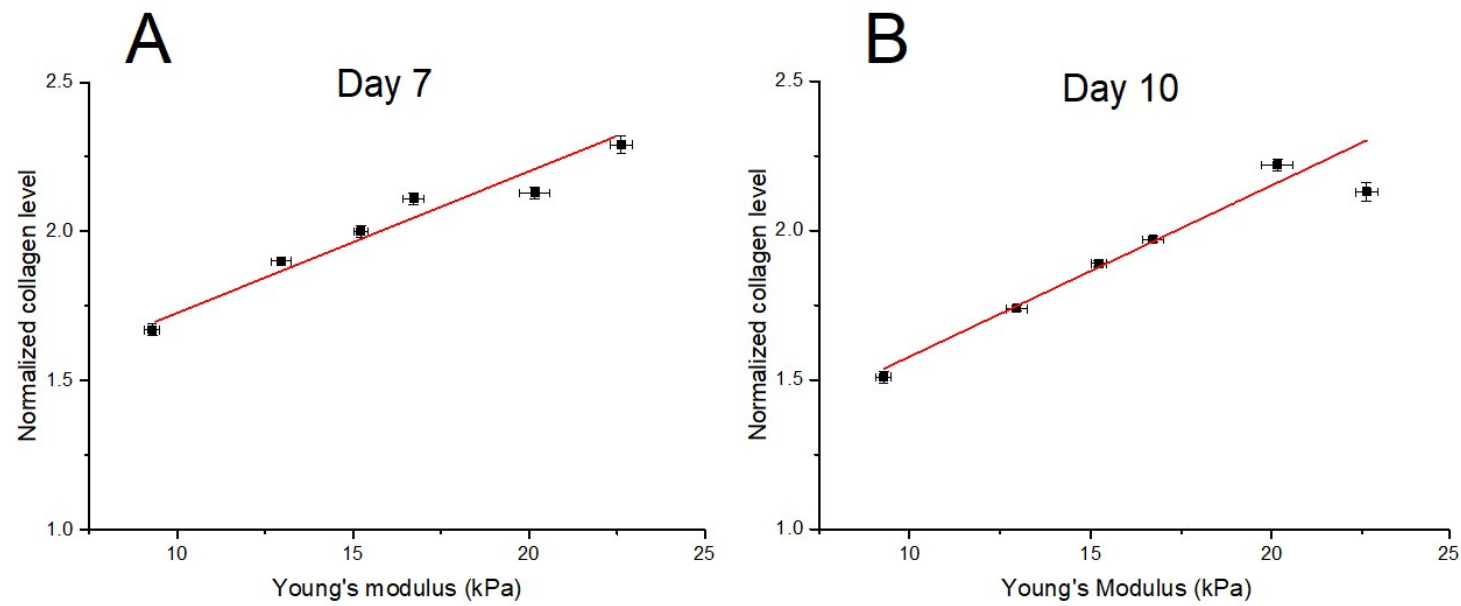 A
Day 7
Normalized collagen level
2.5
2.0
1.5
1.0
10 15 20 25
Young's modulus (kPa)
B
Day 10
Normalized collagen level
2.5
2.0
1.5
1.0
10 15 20 25
Young's Modulus (kPa)